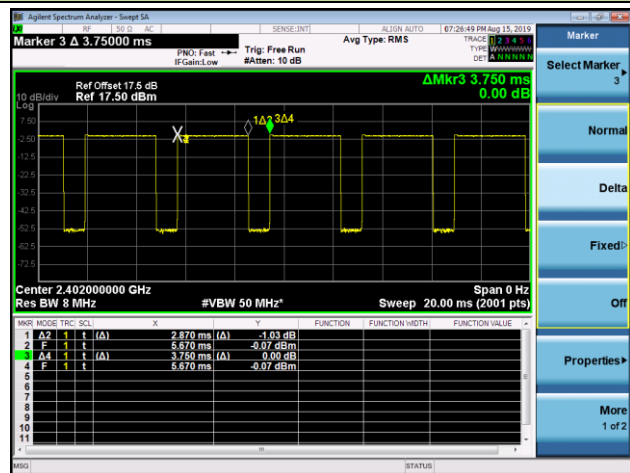 Agilent Spectrum Analyzer - Swept SA
RF 50 Ω AC SENSE:INT ALIGN AUTO 07:26:49 PM Aug 15, 2019
Marker 3 Δ 3.75000 ms
PNO: Fast Trig: Free Run Avg Type: RMS TRACE 1 2 3 4 5 6
TYPE WWWWWW
IFGain:Low #Atten: 10 dB DET A N N N N N
Ref Offset 17.5 dB ΔMkr3 3.750 ms
10 dB/div Ref 17.50 dBm 0.00 dB
Log
7.50
-2.50
-12.5
-22.5
-32.5
-42.5
-52.5
-62.5
-72.5
1Δ2 3Δ4
Center 2.402000000 GHz Span 0 Hz
Res BW 8 MHz #VBW 50 MHz* Sweep 20.00 ms (2001 pts)
MKR MODE TRC SCL X Y FUNCTION FUNCTION WIDTH FUNCTION VALUE
1 Δ2 1 t (Δ) 2.870 ms (Δ) -1.03 dB
2 F 1 t 5.670 ms -0.07 dBm
3 Δ4 1 t (Δ) 3.750 ms (Δ) 0.00 dB
4 F 1 t 5.670 ms -0.07 dBm
5
6
7
8
9
10
11
MSG STATUS
Marker
Select Marker
3
Normal
Delta
Fixed
Off
Properties
More
1 of 2